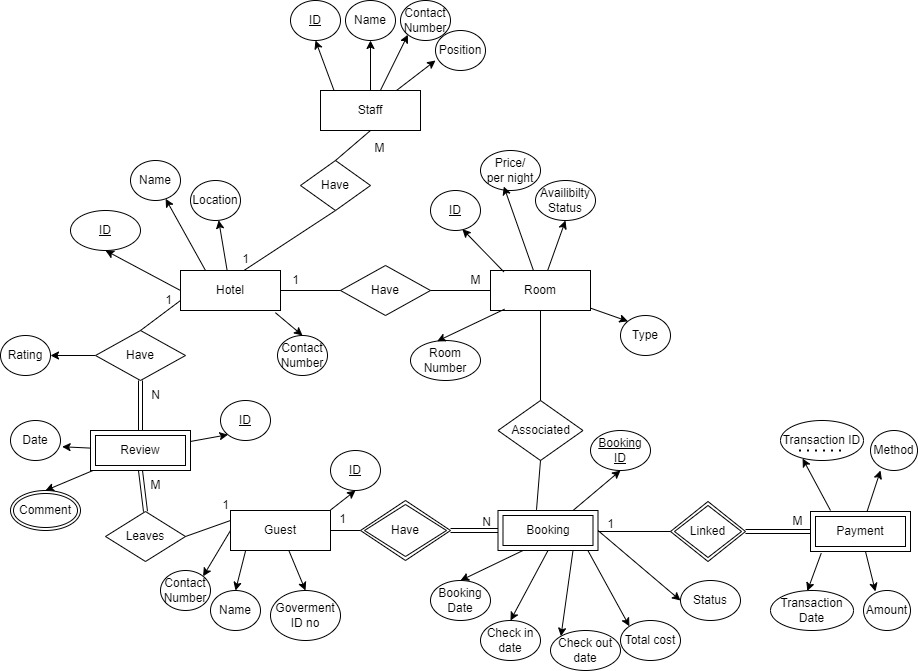 ID
Name
Contact
Number
Position
Staff
M
Have
Name
Location
ID
1
Price/
per night
ID
Availibilty
Status
Hotel
1
Have
M
Room
1
Contact
Number
Type
Room
Number
Rating
Have
N
Date
Review
ID
Comment
M
Leaves
1
Associated
Booking
ID
Transaction ID
Method
ID
Guest
1
Have
N
Booking
1
Linked
M
Payment
Contact
Number
Name
Goverment
ID no
Booking
Date
Check in
date
Check out
date
Total cost
Status
Transaction
Date
Amount